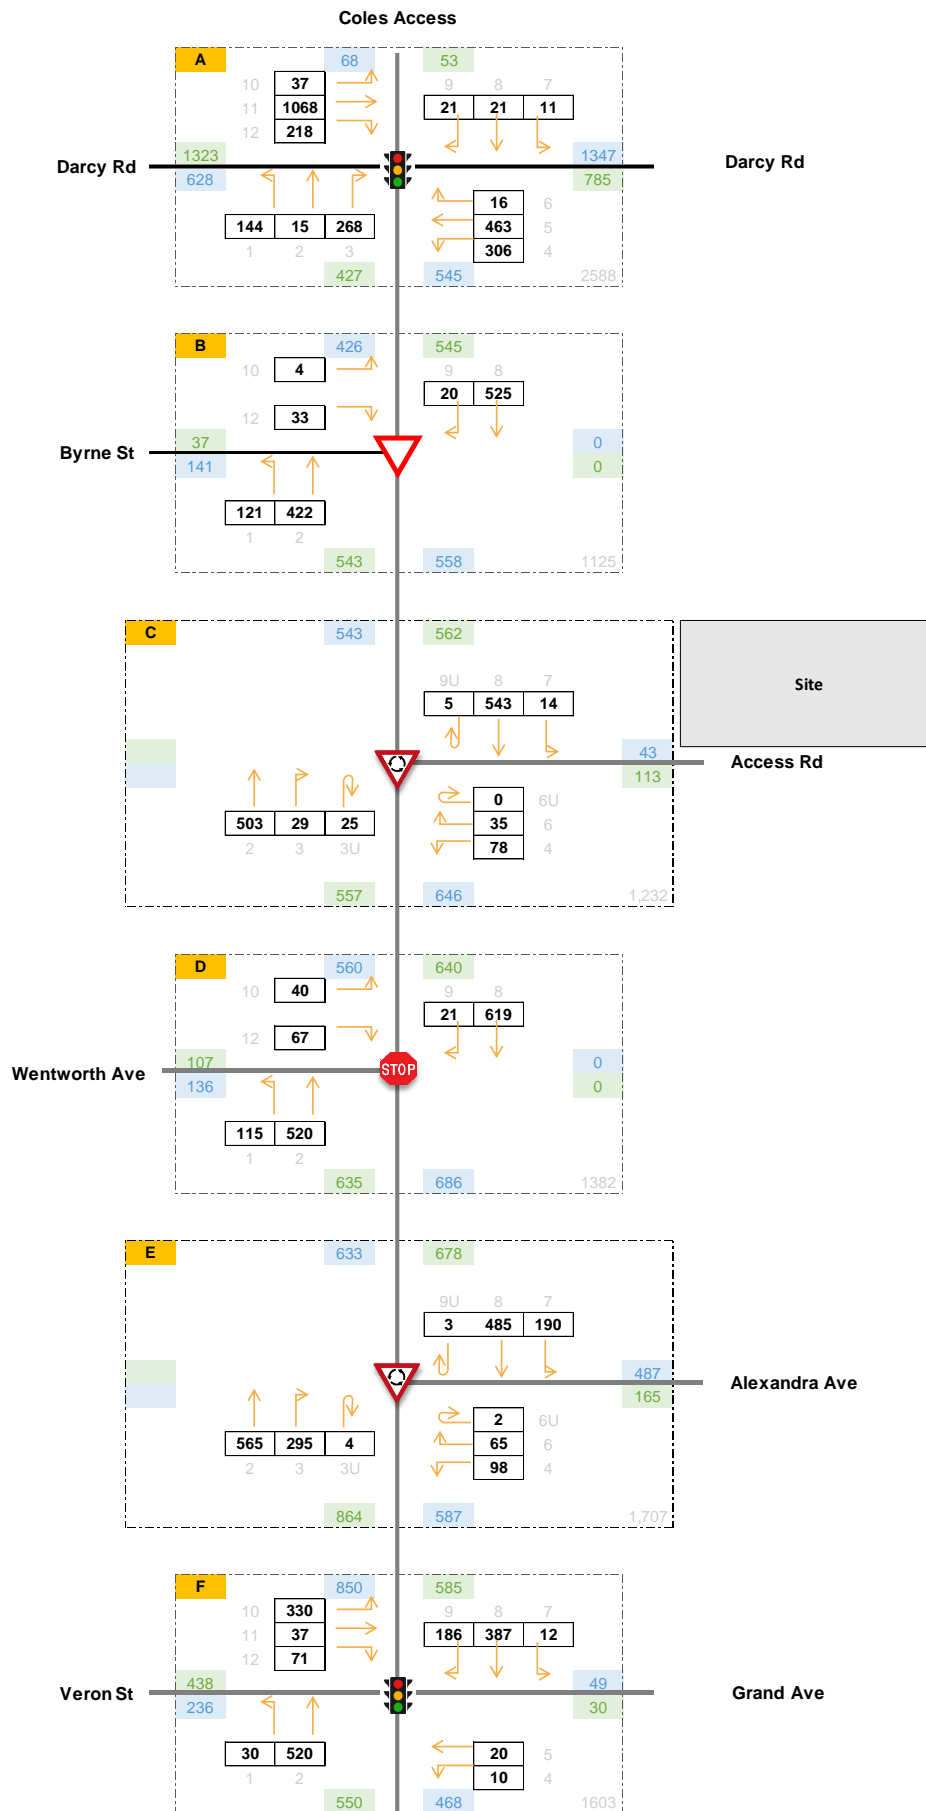 Coles Access
A 68 53
10 37 9 8 7
11 1068 21 21 11
12 218
1323 1347
Darcy Rd Darcy Rd
628 785
16 6
144 15 268 463 5
1 2 3 306 4
427 545 2588
B 426 545
10 4 9 8
20 525
12 33
37 0
Byrne St
141 0
121 422
1 2
543 558 1125
C 543 562
9U 8 7 Site
5 543 14
43
Access Rd
113
0 6U
503 29 25 35 6
2 3 3U 78 4
557 646 1,232
D 560 640
10 40 9 8
21 619
12 67
107 0
Wentworth Ave STOP
136 0
115 520
1 2
635 686 1382
E 633 678
9U 8 7
3 485 190
487
Alexandra Ave
165
2 6U
565 295 4 65 6
2 3 3U 98 4
864 587 1,707
F 850 585
10 330 9 8 7
11 37 186 387 12
12 71
438 49
Veron St Grand Ave
236 30
30 520 20 5
1 2 10 4
550 468 1603